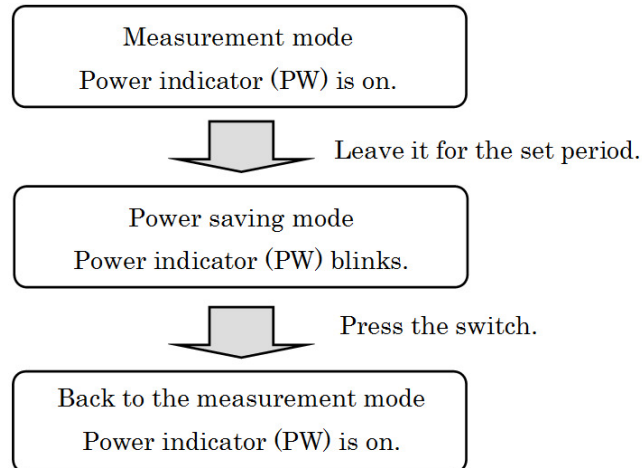 Measurement mode
Power indicator (PW) is on.
Leave it for the set period.
Power saving mode
Power indicator (PW) blinks.
Press the switch.
Back to the measurement mode
Power indicator (PW) is on.